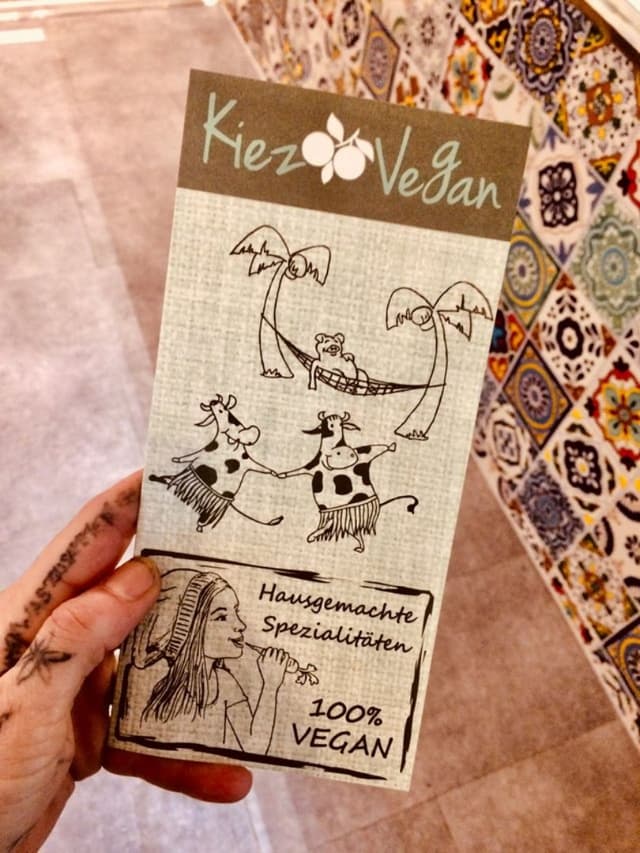 Kiez Vegan
Hausgemachte
Spezialitäten
100%
VEGAN